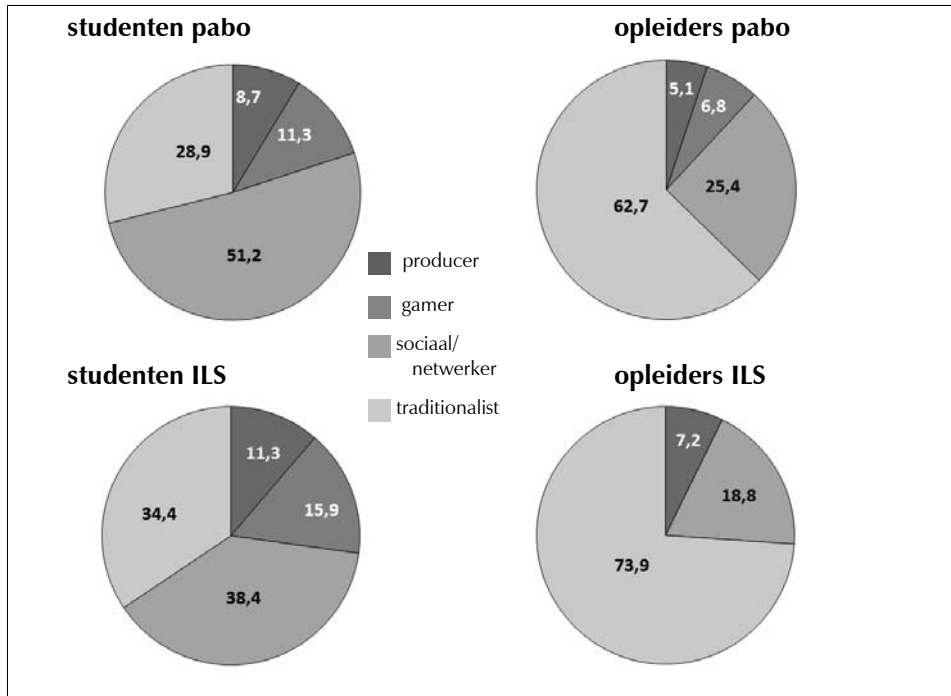 studenten pabo
8,7
11,3
28,9
51,2
opleiders pabo
5,1
6,8
25,4
62,7
producer
gamer
sociaal/
netwerker
traditionalist
studenten ILS
11,3
15,9
34,4
38,4
opleiders ILS
7,2
18,8
73,9